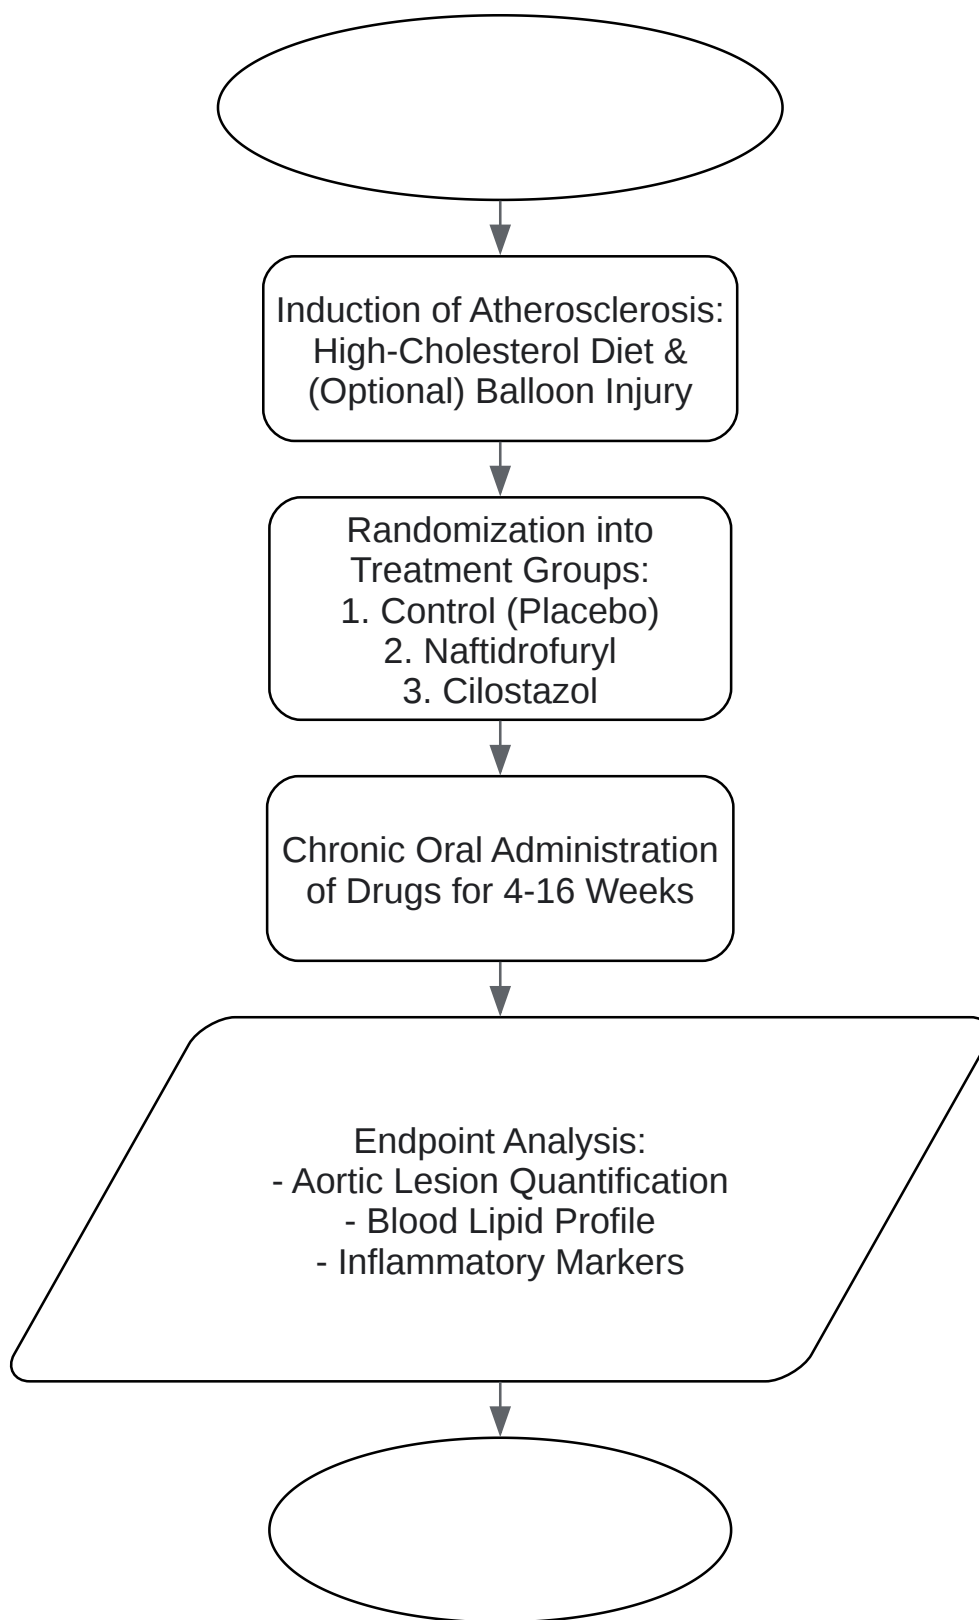 Induction of Atherosclerosis:
High-Cholesterol Diet &
(Optional) Balloon Injury
Randomization into
Treatment Groups:
1. Control (Placebo)
2. Naftidrofuryl
3. Cilostazol
Chronic Oral Administration
of Drugs for 4-16 Weeks
Endpoint Analysis:
- Aortic Lesion Quantification
- Blood Lipid Profile
- Inflammatory Markers